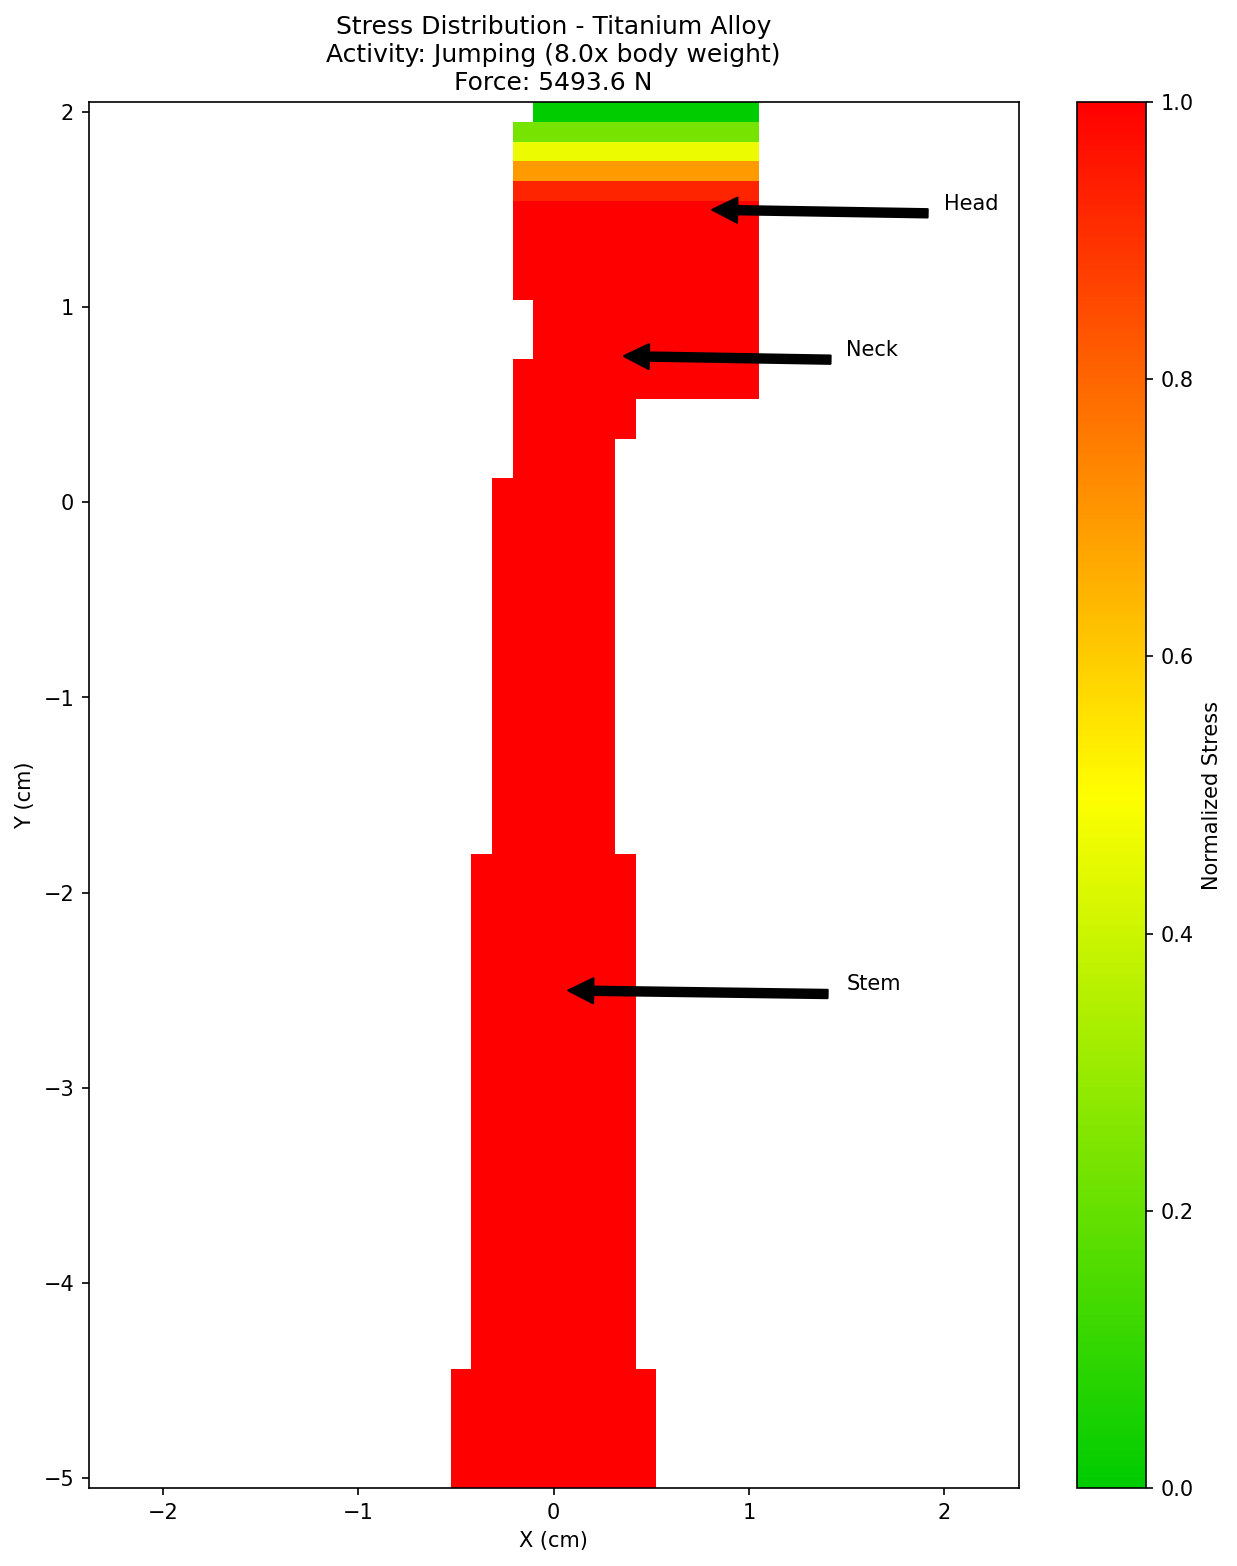 Stress Distribution - Titanium Alloy
Activity: Jumping (8.0x body weight)
Force: 5493.6 N
2
1
0
−1
−2
−3
−4
−5
Y (cm)
Head
Neck
Stem
−2
−1
0
1
2
X (cm)
1.0
0.8
0.6
0.4
0.2
0.0
Normalized Stress